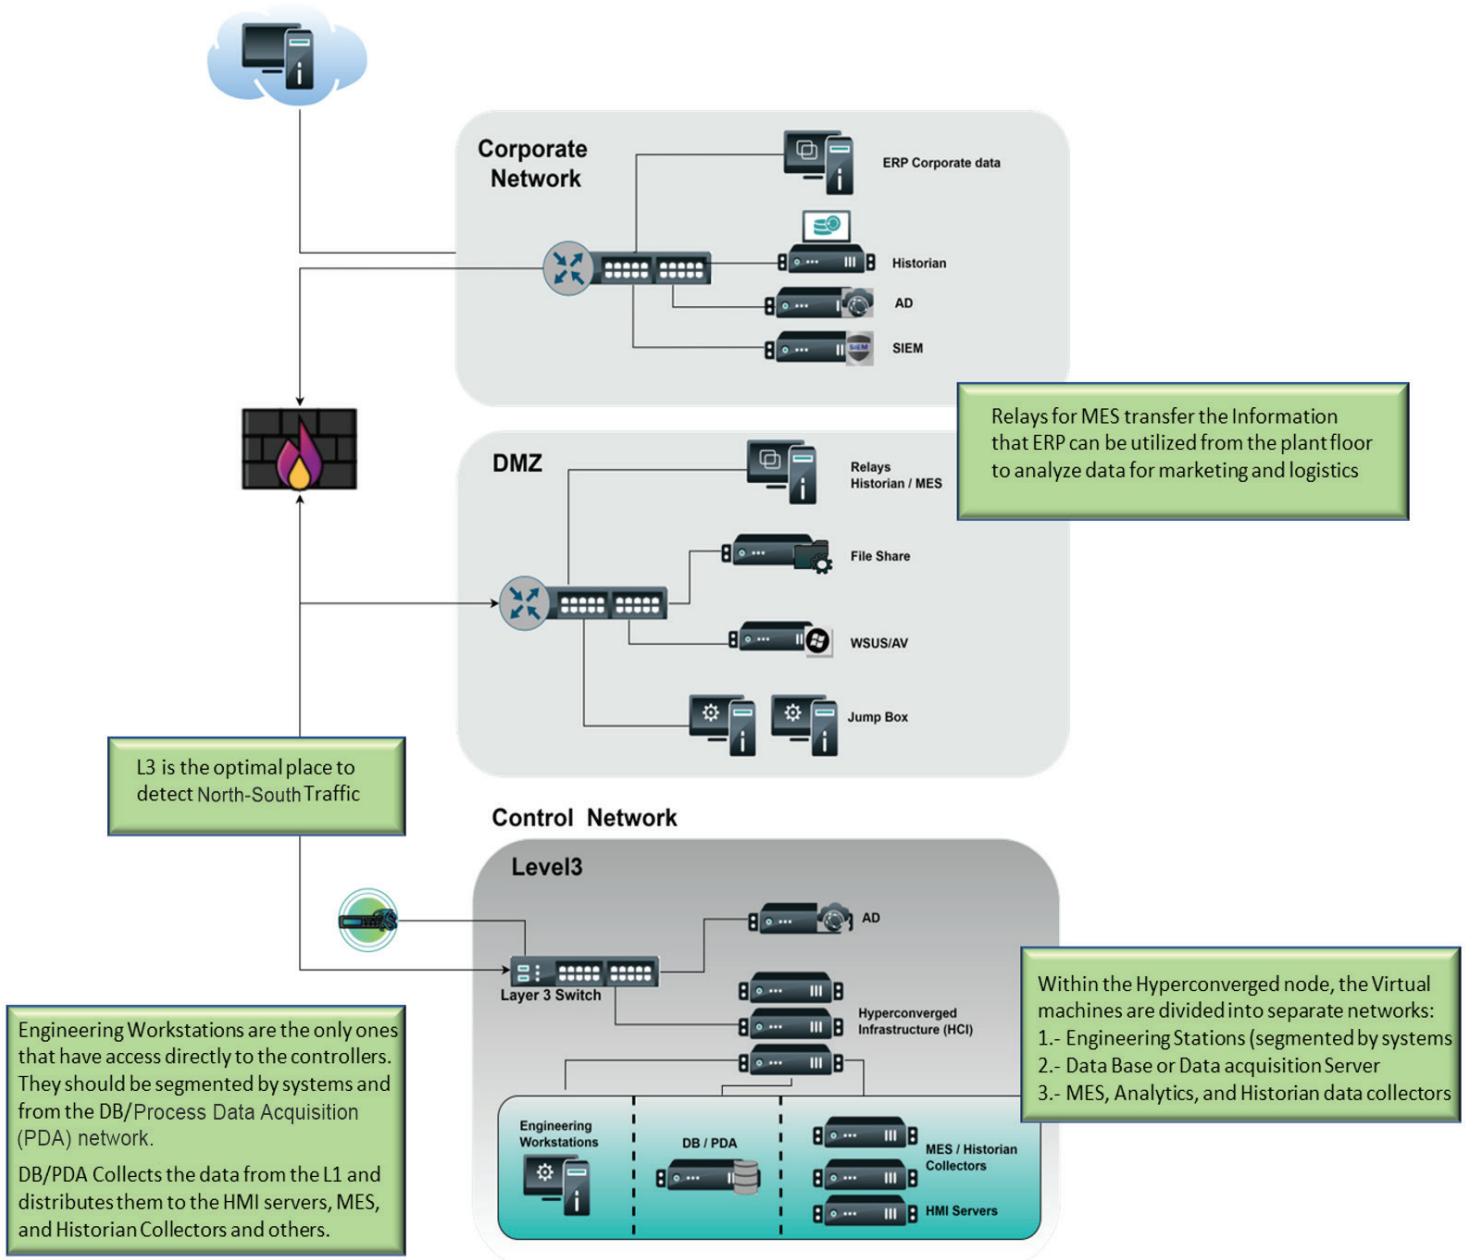 Corporate
Network
ERP Corporate data
Historian
AD
SIEM
SIEM
Relays for MES transfer the Information
that ERP can be utilized from the plant floor
to analyze data for marketing and logistics
DMZ
Relays
Historian / MES
File Share
WSUS/AV
Jump Box
L3 is the optimal place to
detect North-South Traffic
Control Network
Level3
AD
Layer 3 Switch
Hyperconverged
Infrastructure (HCI)
Within the Hyperconverged node, the Virtual
machines are divided into separate networks:
1.- Engineering Stations (segmented by systems
2.- Data Base or Data acquisition Server
3.- MES, Analytics, and Historian data collectors
Engineering Workstations are the only ones
that have access directly to the controllers.
They should be segmented by systems and
from the DB/Process Data Acquisition
(PDA) network.
DB/PDA Collects the data from the L1 and
distributes them to the HMI servers, MES,
and Historian Collectors and others.
Engineering
Workstations
DB / PDA
MES / Historian
Collectors
HMI Servers